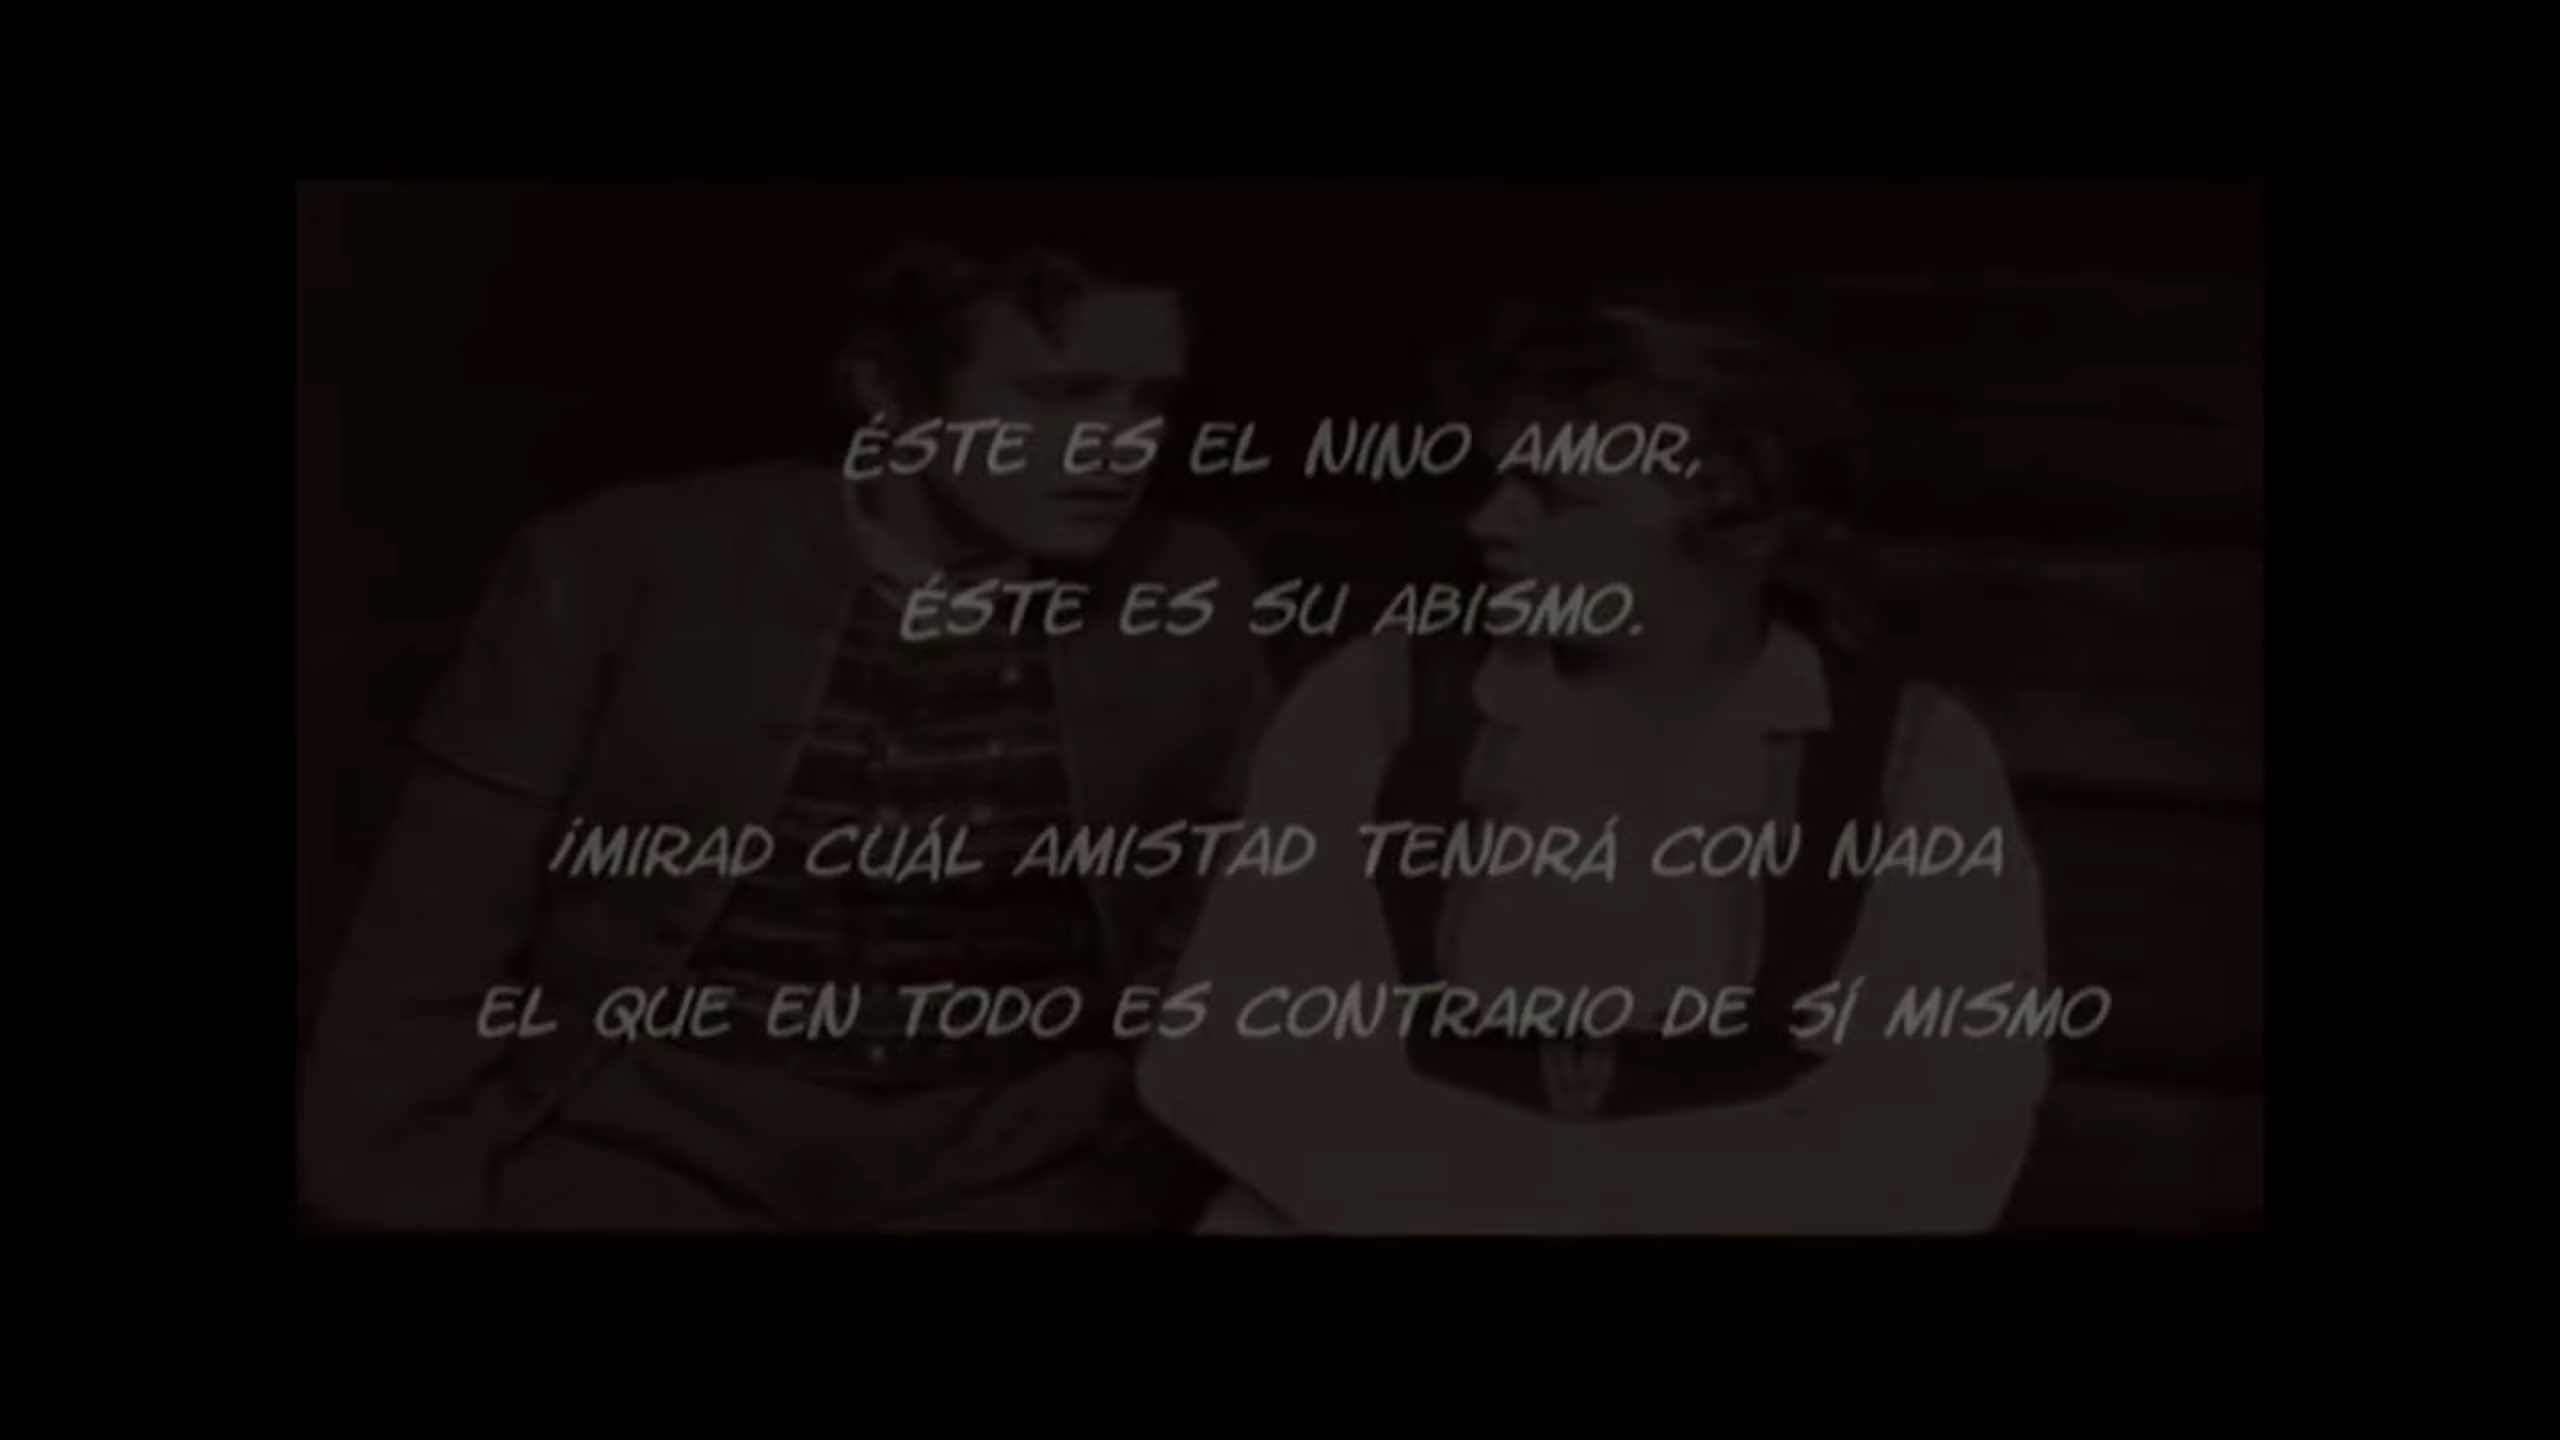 ÉSTE ES EL NINO AMOR,
ÉSTE ES SU ABISMO.
¡MIRAD CUÁL AMISTAD TENDRÁ CON NADA
EL QUE EN TODO ES CONTRARIO DE SÍ MISMO